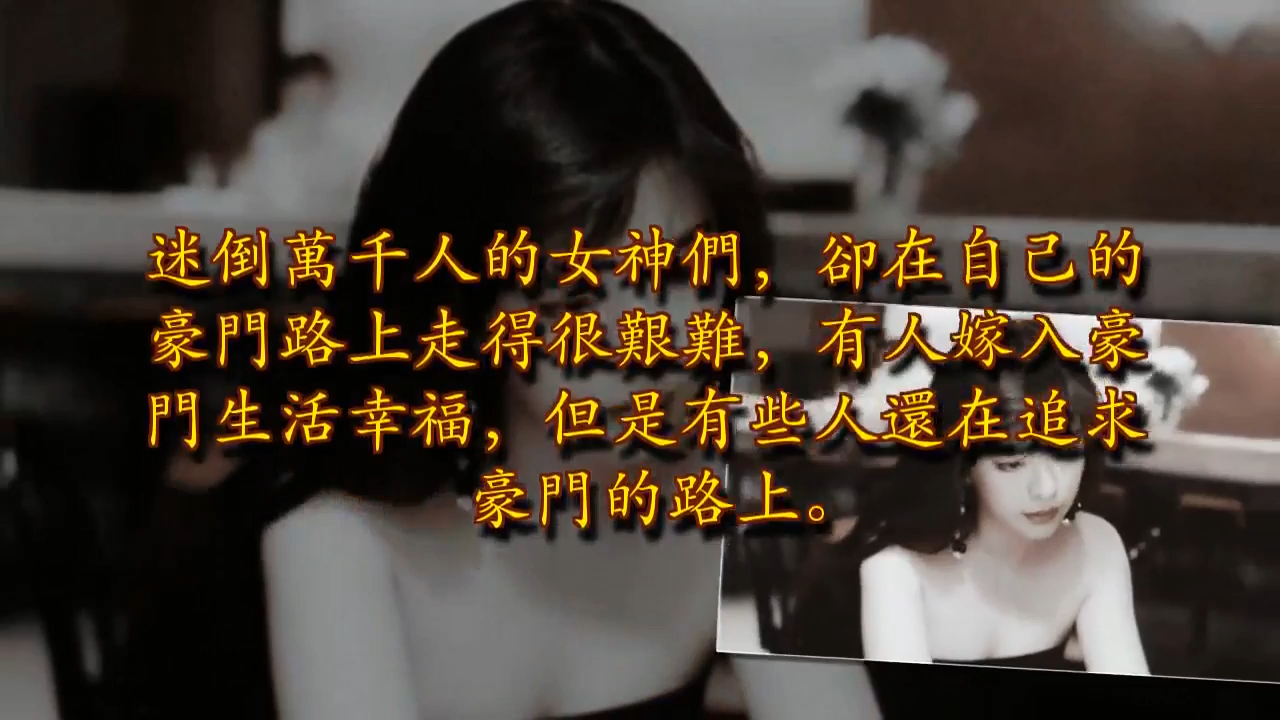 迷倒萬千人的女神們，卻在自己的
豪門路上走得很艱難，有人嫁入豪
門生活幸福，但是有些人還在追求
豪門的路上。